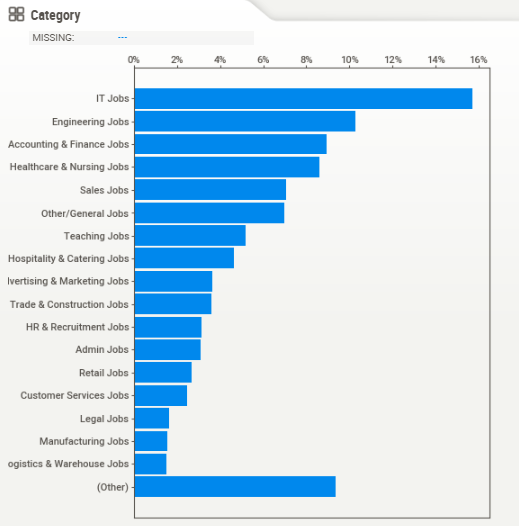 Category
MISSING: ---
0% 2% 4% 6% 8% 10% 12% 14% 16%
IT Jobs
Engineering Jobs
Accounting & Finance Jobs
Healthcare & Nursing Jobs
Sales Jobs
Other/General Jobs
Teaching Jobs
Hospitality & Catering Jobs
lvertising & Marketing Jobs
Trade & Construction Jobs
HR & Recruitment Jobs
Admin Jobs
Retail Jobs
Customer Services Jobs
Legal Jobs
Manufacturing Jobs
ogistics & Warehouse Jobs
(Other)